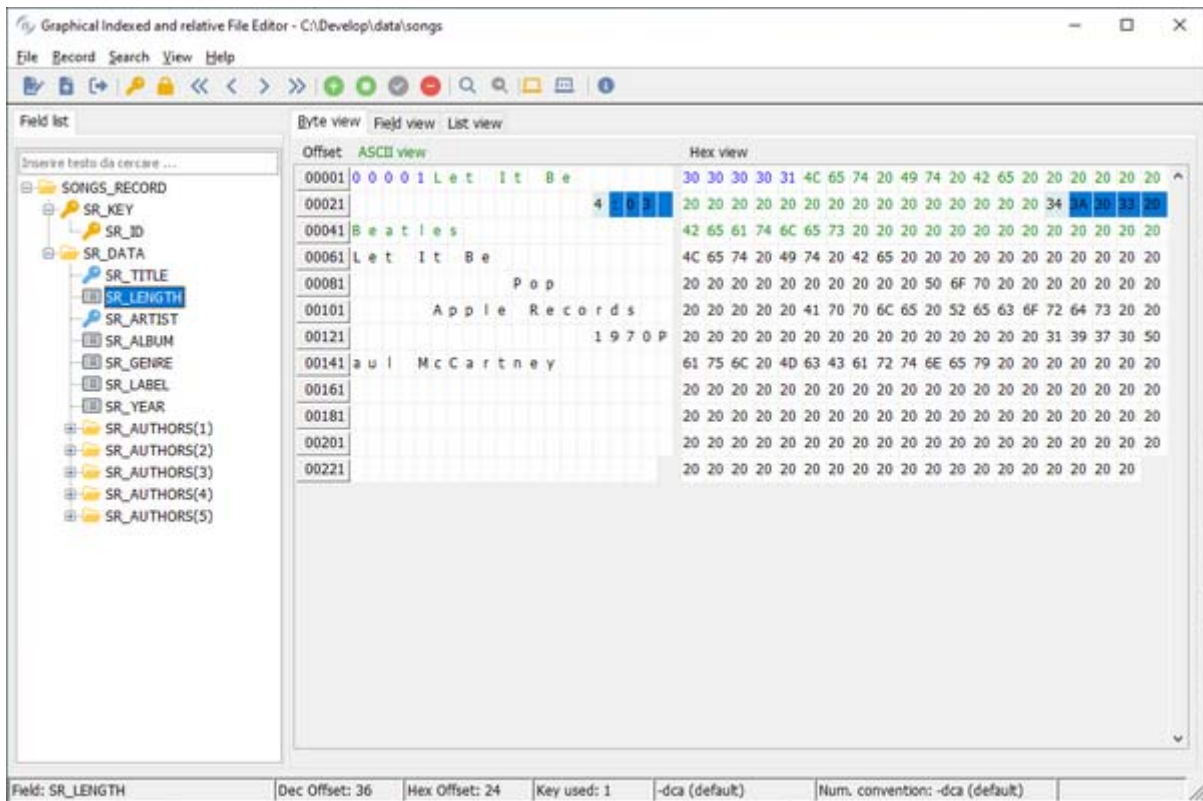 Graphical Indexed and relative File Editor - C:\Develop\data\songs
File Record Search View Help
Field list
Byte view Field view List view
Inserire testo da cercare ...
SONGS_RECORD
SR_KEY
SR_ID
SR_DATA
SR_TITLE
SR_LENGTH
SR_ARTIST
SR_ALBUM
SR_GENRE
SR_LABEL
SR_YEAR
SR_AUTHORS(1)
SR_AUTHORS(2)
SR_AUTHORS(3)
SR_AUTHORS(4)
SR_AUTHORS(5)
Offset ASCII view Hex view
00001 0 0 0 0 1 L e t I t B e 30 30 30 30 31 4C 65 74 20 49 74 20 42 65 20 20 20 20 20 20
00021 4 : 0 3 20 20 20 20 20 20 20 20 20 20 20 20 20 20 20 34 3A 30 33 20
00041 B e a t l e s 42 65 61 74 6C 65 73 20 20 20 20 20 20 20 20 20 20 20 20 20
00061 L e t I t B e 4C 65 74 20 49 74 20 42 65 20 20 20 20 20 20 20 20 20 20 20
00081 P o p 20 20 20 20 20 20 20 20 20 20 50 6F 70 20 20 20 20 20 20 20
00101 A p p l e R e c o r d s 20 20 20 20 20 41 70 70 6C 65 20 52 65 63 6F 72 64 73 20 20
00121 1 9 7 0 P 20 20 20 20 20 20 20 20 20 20 20 20 20 20 20 31 39 37 30 50
00141 a u l M c C a r t n e y 61 75 6C 20 4D 63 43 61 72 74 6E 65 79 20 20 20 20 20 20 20
00161 20 20 20 20 20 20 20 20 20 20 20 20 20 20 20 20 20 20 20 20
00181 20 20 20 20 20 20 20 20 20 20 20 20 20 20 20 20 20 20 20 20
00201 20 20 20 20 20 20 20 20 20 20 20 20 20 20 20 20 20 20 20 20
00221 20 20 20 20 20 20 20 20 20 20 20 20 20 20 20 20 20 20 20
Field: SR_LENGTH Dec Offset: 36 Hex Offset: 24 Key used: 1 -dca (default) Num. convention: -dca (default)